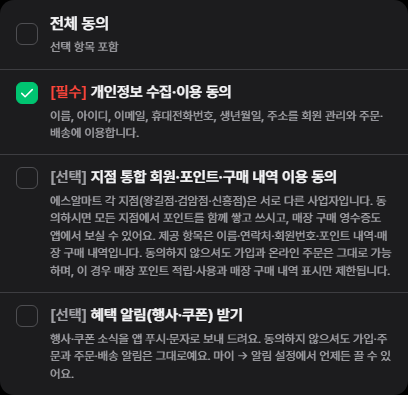 전체 동의
선택 항목 포함
[필수] 개인정보 수집·이용 동의
이름, 아이디, 이메일, 휴대전화번호, 생년월일, 주소를 회원 관리와 주문·
배송에 이용합니다.
[선택] 지점 통합 회원·포인트·구매 내역 이용 동의
에스알마트 각 지점(왕길점·검암점·신흥점)은 서로 다른 사업자입니다. 동
의하시면 모든 지점에서 포인트를 함께 쌓고 쓰시고, 매장 구매 영수증도
앱에서 보실 수 있어요. 제공 항목은 이름·연락처·회원번호·포인트 내역·매
장 구매 내역입니다. 동의하지 않으셔도 가입과 온라인 주문은 그대로 가능
하며, 이 경우 매장 포인트 적립·사용과 매장 구매 내역 표시만 제한됩니다.
[선택] 혜택 알림(행사·쿠폰) 받기
행사·쿠폰 소식을 앱 푸시·문자로 보내 드려요. 동의하지 않으셔도 가입·주
문과 주문·배송 알림은 그대로예요. 마이 → 알림 설정에서 언제든 끌 수 있
어요.